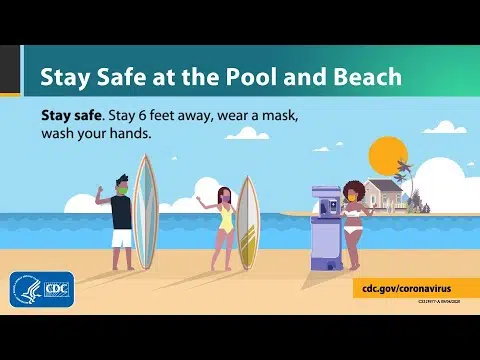 Stay Safe at the Pool and Beach
Stay safe. Stay 6 feet away, wear a mask,
wash your hands.
CDC
cdc.gov/coronavirus